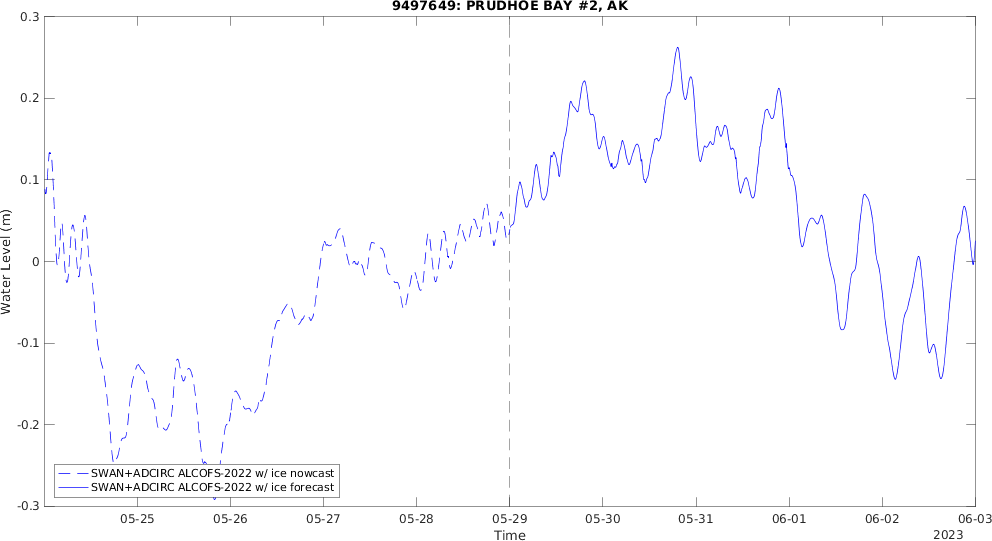 9497649: PRUDHOE BAY #2, AK
0.3
0.2
0.1
0
-0.1
-0.2
-0.3
Water Level (m)
SWAN+ADCIRC ALCOFS-2022 w/ ice nowcast
SWAN+ADCIRC ALCOFS-2022 w/ ice forecast
05-25 05-26 05-27 05-28 05-29 05-30 05-31 06-01 06-02 06-03
Time
2023